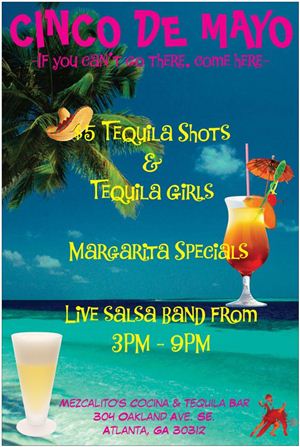 CINCO DE MAYO
-IF YOU CAN'T GO THERE, COME HERE-
$5 TEQUILA SHOTS
&
TEQUILA GIRLS
MARGARITA SPECIALS
LIVE SALSA BAND FROM
3PM - 9PM
MEZCALITO'S COCINA & TEQUILA BAR
304 OAKLAND AVE. SE.
ATLANTA, GA 30312